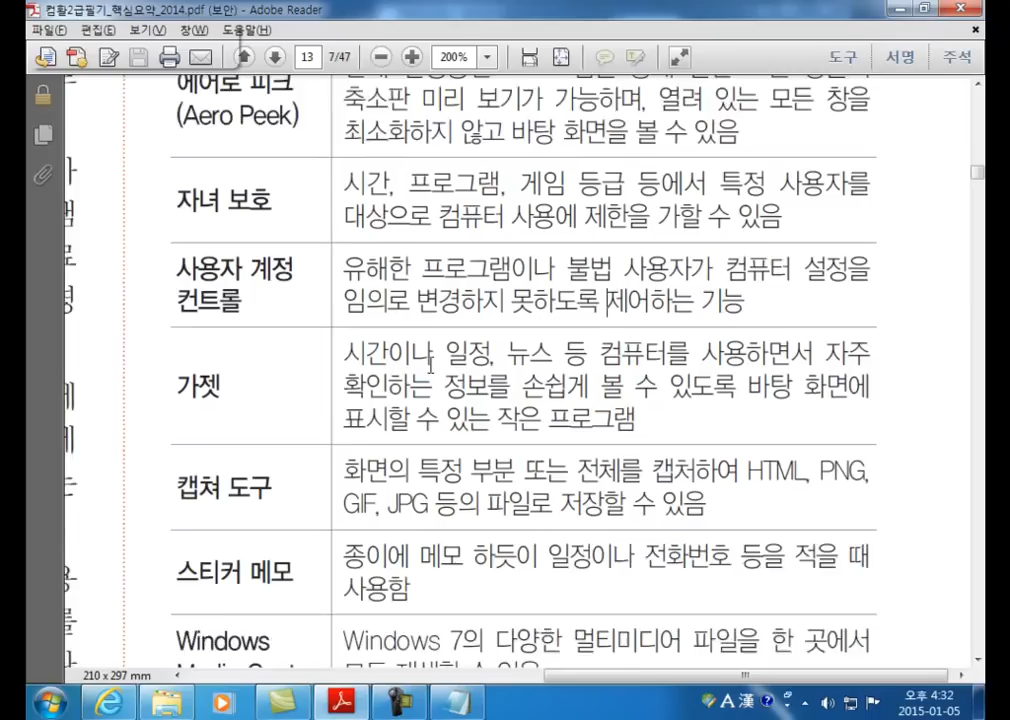 컴활2급필기_핵심요약_2014.pdf (보안) - Adobe Reader
파일(F) 편집(E) 보기(V) 창(W) 도움말(H)
13 7/47 200% 도구 서명 주석
에어로 피크
(Aero Peek)
축소판 미리 보기가 가능하며, 열려 있는 모든 창을
최소화하지 않고 바탕 화면을 볼 수 있음
자녀 보호
시간, 프로그램, 게임 등급 등에서 특정 사용자를
대상으로 컴퓨터 사용에 제한을 가할 수 있음
사용자 계정
컨트롤
유해한 프로그램이나 불법 사용자가 컴퓨터 설정을
임의로 변경하지 못하도록 제어하는 기능
가젯
시간이나 일정, 뉴스 등 컴퓨터를 사용하면서 자주
확인하는 정보를 손쉽게 볼 수 있도록 바탕 화면에
표시할 수 있는 작은 프로그램
캡쳐 도구
화면의 특정 부분 또는 전체를 캡처하여 HTML, PNG,
GIF, JPG 등의 파일로 저장할 수 있음
스티커 메모
종이에 메모 하듯이 일정이나 전화번호 등을 적을 때
사용함
Windows
Windows 7의 다양한 멀티미디어 파일을 한 곳에서
210 x 297 mm
A 漢
오후 4:32
2015-01-05